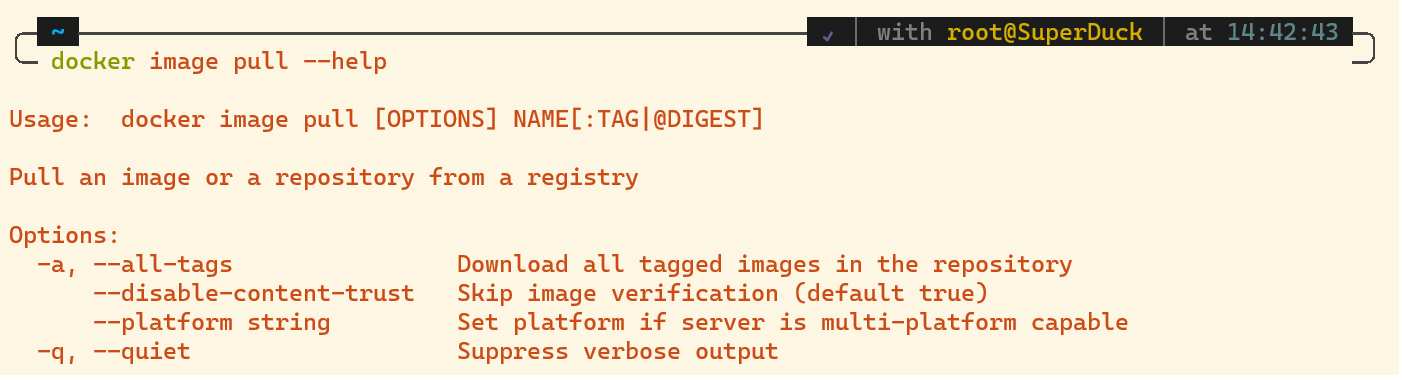 ~ ✓ | with root@SuperDuck | at 14:42:43
docker image pull --help
Usage:  docker image pull [OPTIONS] NAME[:TAG|@DIGEST]
Pull an image or a repository from a registry
Options:
  -a, --all-tags                Download all tagged images in the repository
      --disable-content-trust   Skip image verification (default true)
      --platform string         Set platform if server is multi-platform capable
  -q, --quiet                   Suppress verbose output